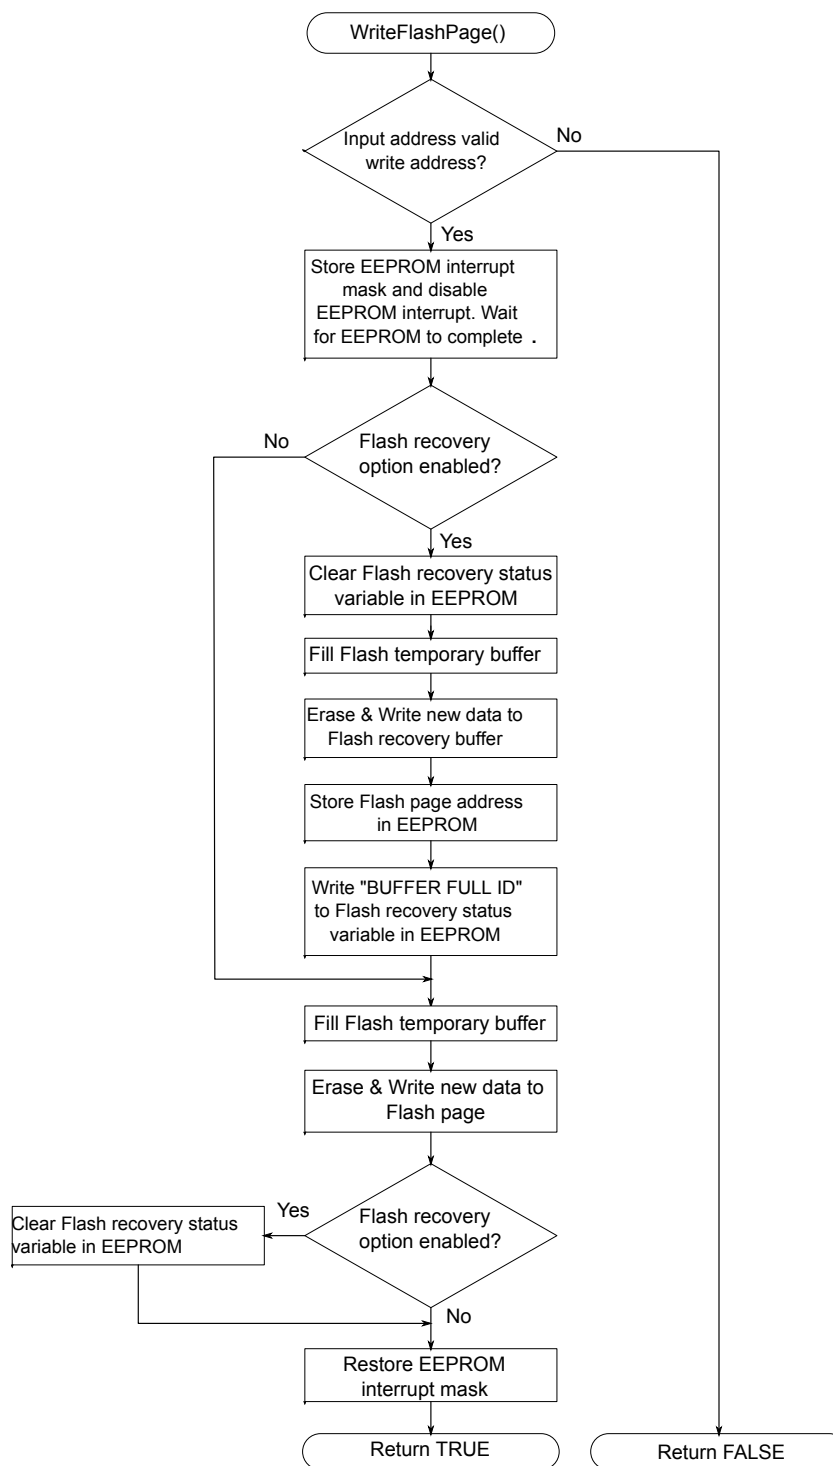 WriteFlashPage()
Input address valid
write address?
No
Yes
Store EEPROM interrupt
mask and disable
EEPROM interrupt. Wait
for EEPROM to complete .
No
Flash recovery
option enabled?
Yes
Clear Flash recovery status
variable in EEPROM
Fill Flash temporary buffer
Erase & Write new data to
Flash recovery buffer
Store Flash page address
in EEPROM
Write "BUFFER FULL ID"
to Flash recovery status
variable in EEPROM
Fill Flash temporary buffer
Erase & Write new data to
Flash page
Yes
Flash recovery
option enabled?
Clear Flash recovery status
variable in EEPROM
No
Restore EEPROM
interrupt mask
Return TRUE
Return FALSE